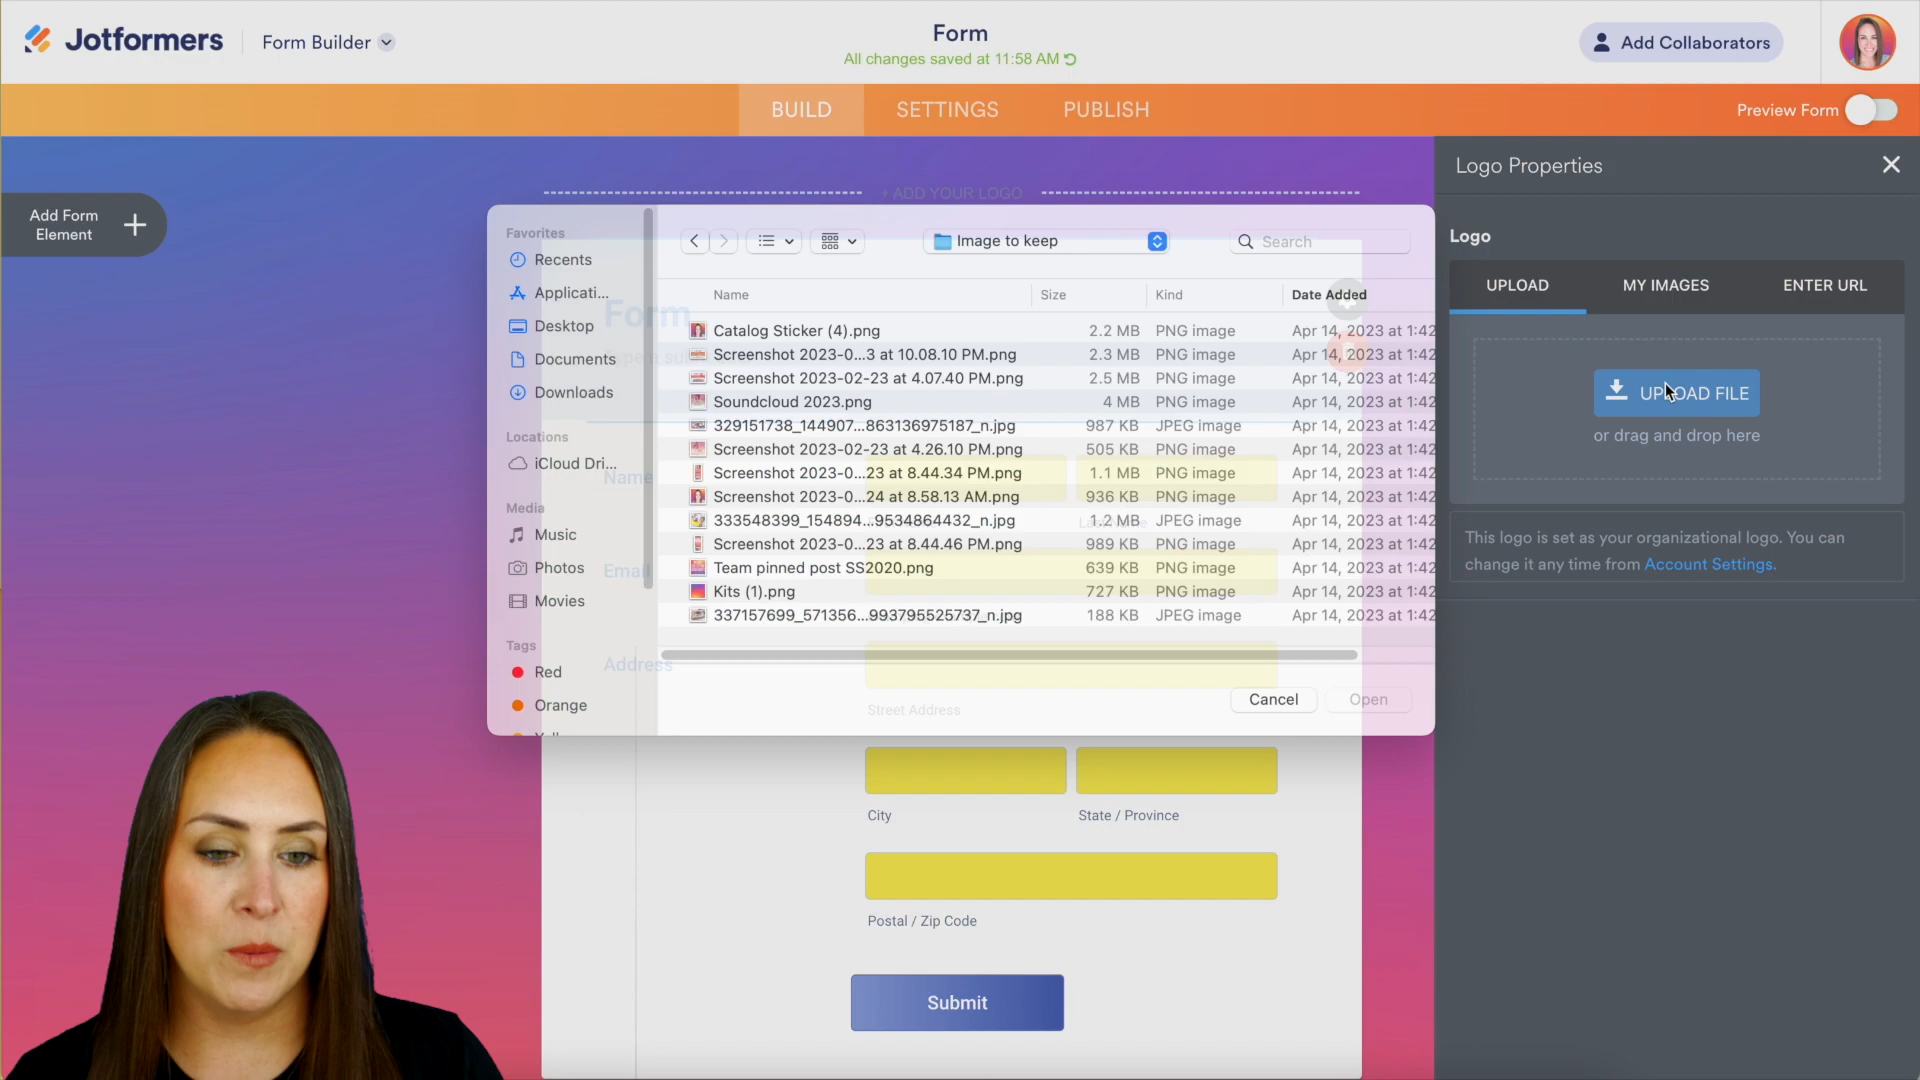 Jotformers
Form Builder
Form
All changes saved at 11:58 AM
Add Collaborators
BUILD
SETTINGS
PUBLISH
Preview Form
Add Form
Element
+ ADD YOUR LOGO
Favorites
Recents
Applicati...
Desktop
Documents
Downloads
Locations
iCloud Dri...
Media
Music
Photos
Movies
Tags
Red
Orange
Image to keep
Search
Name Size Kind Date Added
Catalog Sticker (4).png 2.2 MB PNG image Apr 14, 2023 at 1:42
Screenshot 2023-0...3 at 10.08.10 PM.png 2.3 MB PNG image Apr 14, 2023 at 1:42
Screenshot 2023-02-23 at 4.07.40 PM.png 2.5 MB PNG image Apr 14, 2023 at 1:42
Soundcloud 2023.png 4 MB PNG image Apr 14, 2023 at 1:42
329151738_144907...863136975187_n.jpg 987 KB JPEG image Apr 14, 2023 at 1:42
Screenshot 2023-02-23 at 4.26.10 PM.png 505 KB PNG image Apr 14, 2023 at 1:42
Screenshot 2023-0...23 at 8.44.34 PM.png 1.1 MB PNG image Apr 14, 2023 at 1:42
Screenshot 2023-0...24 at 8.58.13 AM.png 936 KB PNG image Apr 14, 2023 at 1:42
333548399_154894...9534864432_n.jpg 1.2 MB JPEG image Apr 14, 2023 at 1:42
Screenshot 2023-0...23 at 8.44.46 PM.png 989 KB PNG image Apr 14, 2023 at 1:42
Team pinned post SS2020.png 639 KB PNG image Apr 14, 2023 at 1:42
Kits (1).png 727 KB PNG image Apr 14, 2023 at 1:42
337157699_571356...993795525737_n.jpg 188 KB JPEG image Apr 14, 2023 at 1:42
Cancel
Open
Form
Name
Email
Address
Street Address
City
State / Province
Postal / Zip Code
Submit
Logo Properties
Logo
UPLOAD
MY IMAGES
ENTER URL
UPLOAD FILE
or drag and drop here
This logo is set as your organizational logo. You can
change it any time from Account Settings.